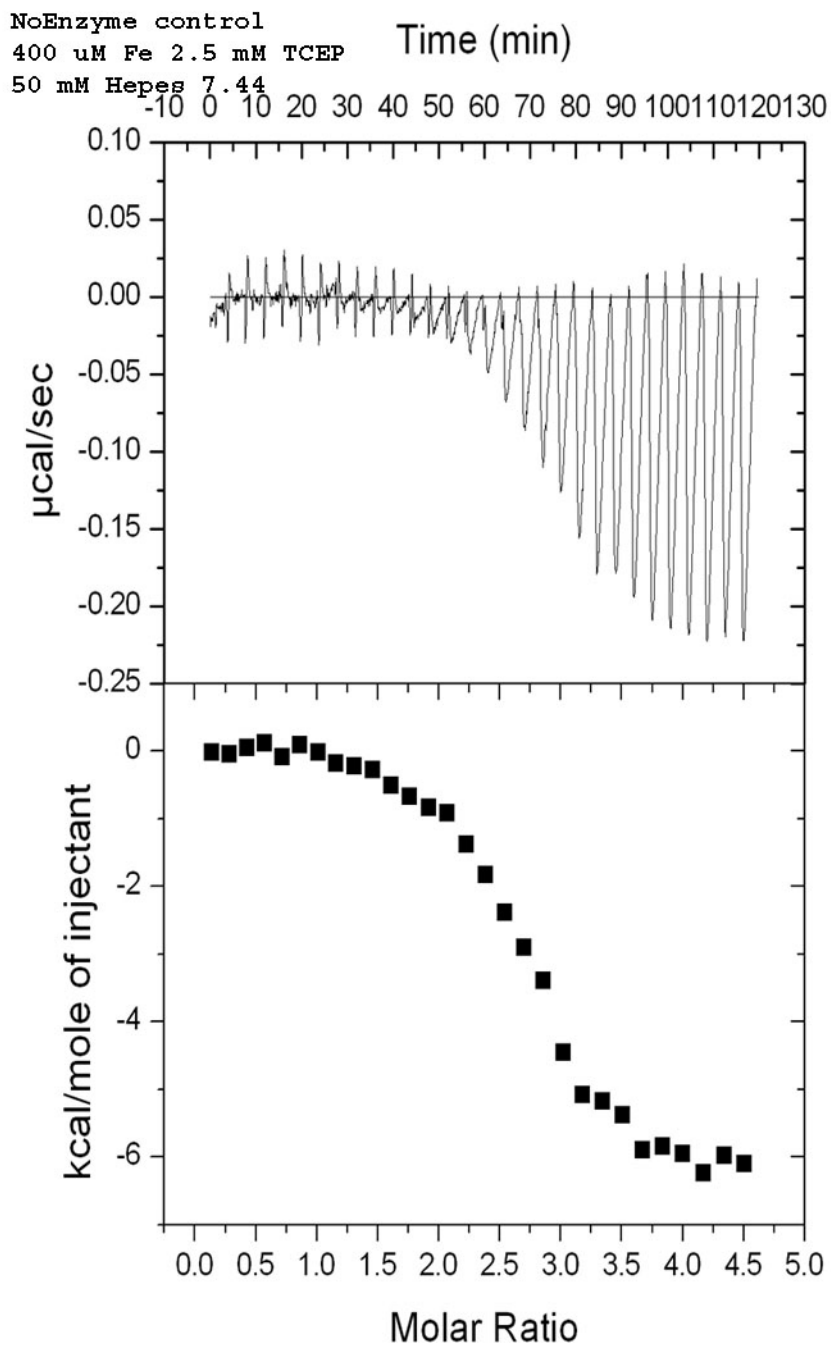 NoEnzyme control
400 uM Fe 2.5 mM TCEP
50 mM Hepes 7.44
Time (min)
-10 0 10 20 30 40 50 60 70 80 90 100 110 120 130
0.10
0.05
0.00
-0.05
-0.10
-0.15
-0.20
-0.25
µcal/sec
0
-2
-4
-6
kcal/mole of injectant
0.0 0.5 1.0 1.5 2.0 2.5 3.0 3.5 4.0 4.5 5.0
Molar Ratio